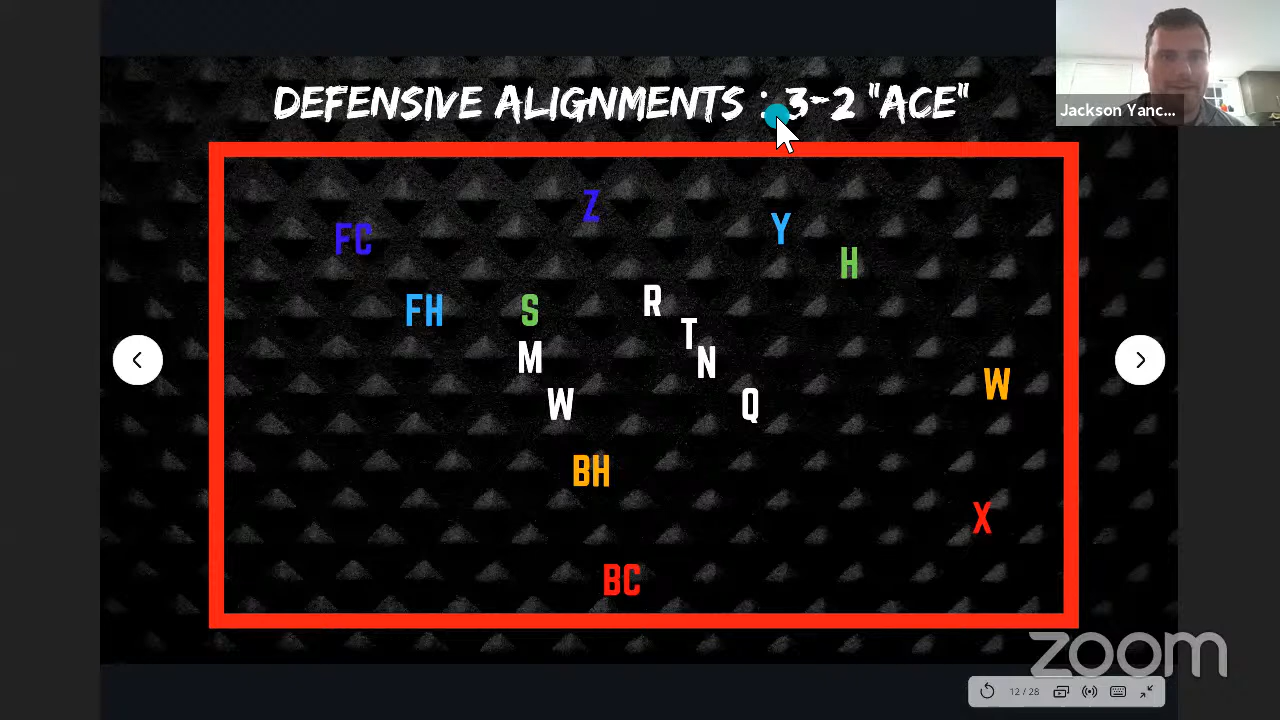 DEFENSIVE ALIGNMENTS : 3-2 "ACE"
Jackson Yanc...
Z
FC
Y
H
FH
S
R
T
M
N
W
W
Q
BH
X
BC
zoom
12 / 28